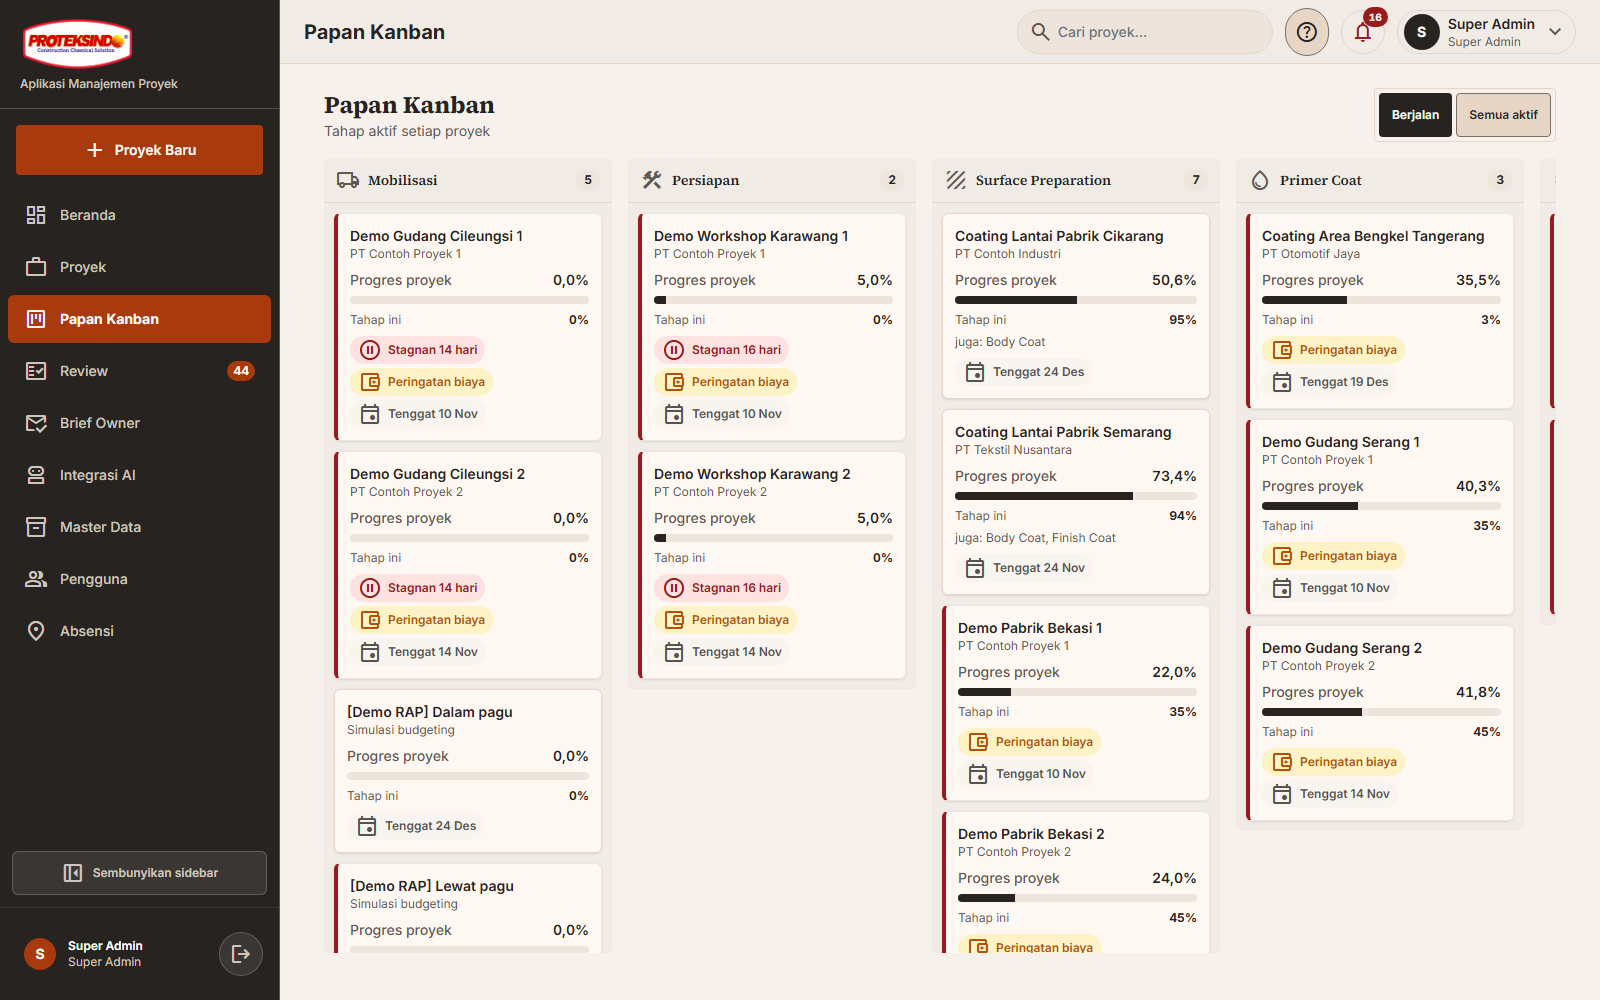 PROTEKSINDO
Construction Chemical Solution
Aplikasi Manajemen Proyek
Proyek Baru
Beranda
Proyek
Papan Kanban
Review
44
Brief Owner
Integrasi AI
Master Data
Pengguna
Absensi
Sembunyikan sidebar
S
Super Admin
Super Admin
Papan Kanban
Cari proyek...
16
S
Super Admin
Super Admin
Papan Kanban
Tahap aktif setiap proyek
Berjalan
Semua aktif
Mobilisasi
5
Demo Gudang Cileungsi 1
PT Contoh Proyek 1
Progres proyek 0,0%
Tahap ini 0%
Stagnan 14 hari
Peringatan biaya
Tenggat 10 Nov
Demo Gudang Cileungsi 2
PT Contoh Proyek 2
Progres proyek 0,0%
Tahap ini 0%
Stagnan 14 hari
Peringatan biaya
Tenggat 14 Nov
[Demo RAP] Dalam pagu
Simulasi budgeting
Progres proyek 0,0%
Tahap ini 0%
Tenggat 24 Des
[Demo RAP] Lewat pagu
Simulasi budgeting
Progres proyek 0,0%
Persiapan
2
Demo Workshop Karawang 1
PT Contoh Proyek 1
Progres proyek 5,0%
Tahap ini 0%
Stagnan 16 hari
Peringatan biaya
Tenggat 10 Nov
Demo Workshop Karawang 2
PT Contoh Proyek 2
Progres proyek 5,0%
Tahap ini 0%
Stagnan 16 hari
Peringatan biaya
Tenggat 14 Nov
Surface Preparation
7
Coating Lantai Pabrik Cikarang
PT Contoh Industri
Progres proyek 50,6%
Tahap ini 95%
juga: Body Coat
Tenggat 24 Des
Coating Lantai Pabrik Semarang
PT Tekstil Nusantara
Progres proyek 73,4%
Tahap ini 94%
juga: Body Coat, Finish Coat
Tenggat 24 Nov
Demo Pabrik Bekasi 1
PT Contoh Proyek 1
Progres proyek 22,0%
Tahap ini 35%
Peringatan biaya
Tenggat 10 Nov
Demo Pabrik Bekasi 2
PT Contoh Proyek 2
Progres proyek 24,0%
Tahap ini 45%
Peringatan biaya
Primer Coat
3
Coating Area Bengkel Tangerang
PT Otomotif Jaya
Progres proyek 35,5%
Tahap ini 3%
Peringatan biaya
Tenggat 19 Des
Demo Gudang Serang 1
PT Contoh Proyek 1
Progres proyek 40,3%
Tahap ini 35%
Peringatan biaya
Tenggat 10 Nov
Demo Gudang Serang 2
PT Contoh Proyek 2
Progres proyek 41,8%
Tahap ini 45%
Peringatan biaya
Tenggat 14 Nov